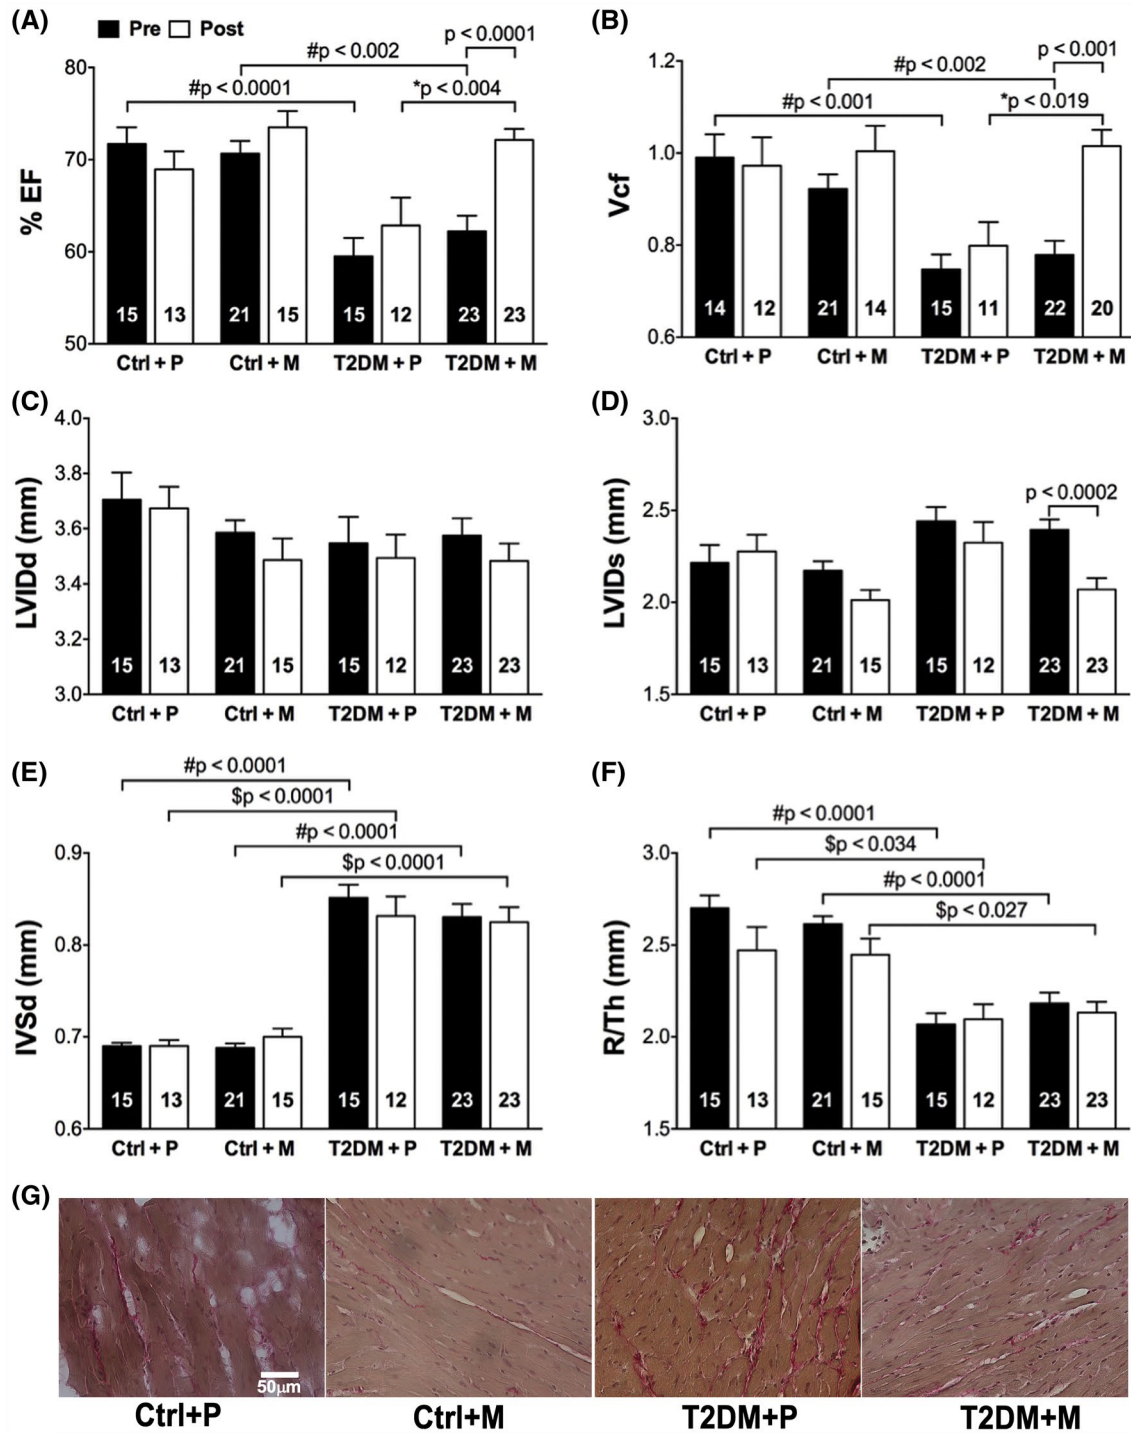 (A)
Pre Post
p < 0.0001
#p < 0.002
#p < 0.0001
*p < 0.004
80
70
60
50
% EF
15 13 21 15 15 12 23 23
Ctrl + P Ctrl + M T2DM + P T2DM + M
(B)
p < 0.001
#p < 0.002
#p < 0.001
*p < 0.019
1.2
1.0
0.8
0.6
Vcf
14 12 21 14 15 11 22 20
Ctrl + P Ctrl + M T2DM + P T2DM + M
(C)
4.0
3.8
3.6
3.4
3.2
3.0
LVIDd (mm)
15 13 21 15 15 12 23 23
Ctrl + P Ctrl + M T2DM + P T2DM + M
(D)
3.0
2.5
2.0
1.5
LVIDs (mm)
p < 0.0002
15 13 21 15 15 12 23 23
Ctrl + P Ctrl + M T2DM + P T2DM + M
(E)
#p < 0.0001
$p < 0.0001
#p < 0.0001
$p < 0.0001
0.9
0.8
0.7
0.6
IVSd (mm)
15 13 21 15 15 12 23 23
Ctrl + P Ctrl + M T2DM + P T2DM + M
(F)
#p < 0.0001
$p < 0.034
#p < 0.0001
$p < 0.027
3.0
2.5
2.0
1.5
R/Th (mm)
15 13 21 15 15 12 23 23
Ctrl + P Ctrl + M T2DM + P T2DM + M
(G)
50µm
Ctrl+P Ctrl+M T2DM+P T2DM+M